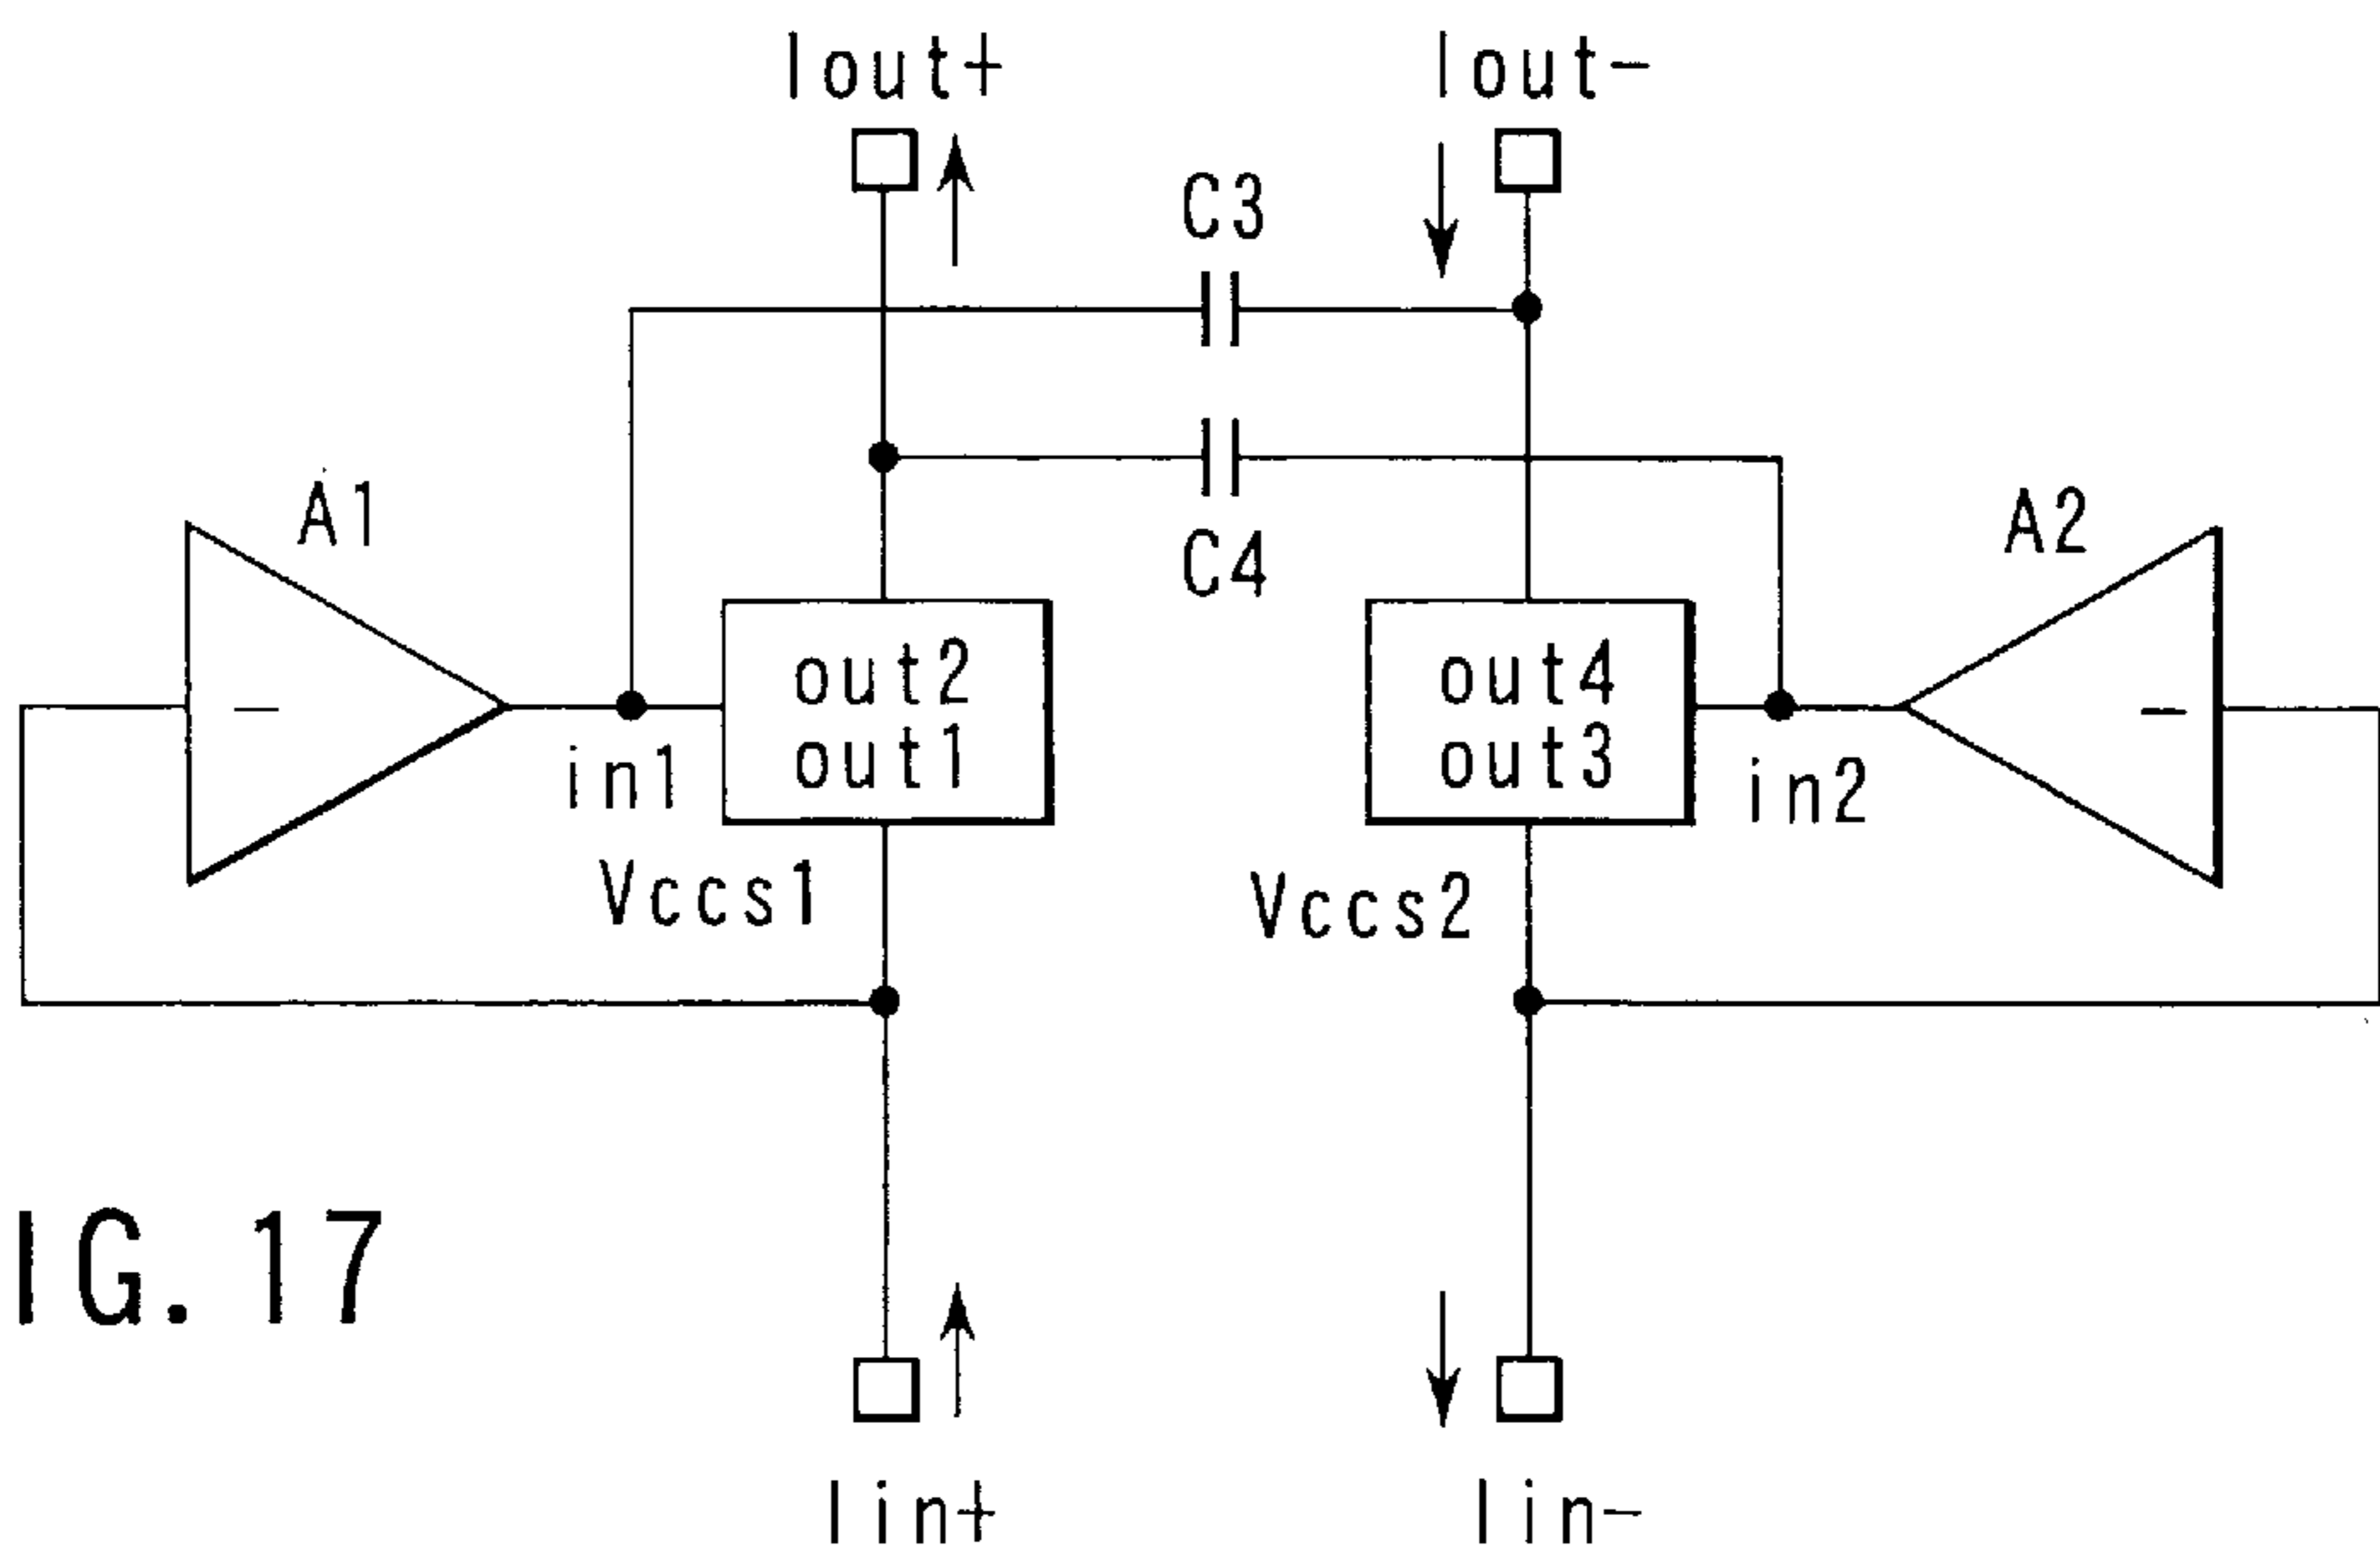 Iout+
Iout-
C3
C4
A1
A2
out2
out1
out4
out3
in1
in2
Vccs1
Vccs2
IG. 17
Iin+
Iin-